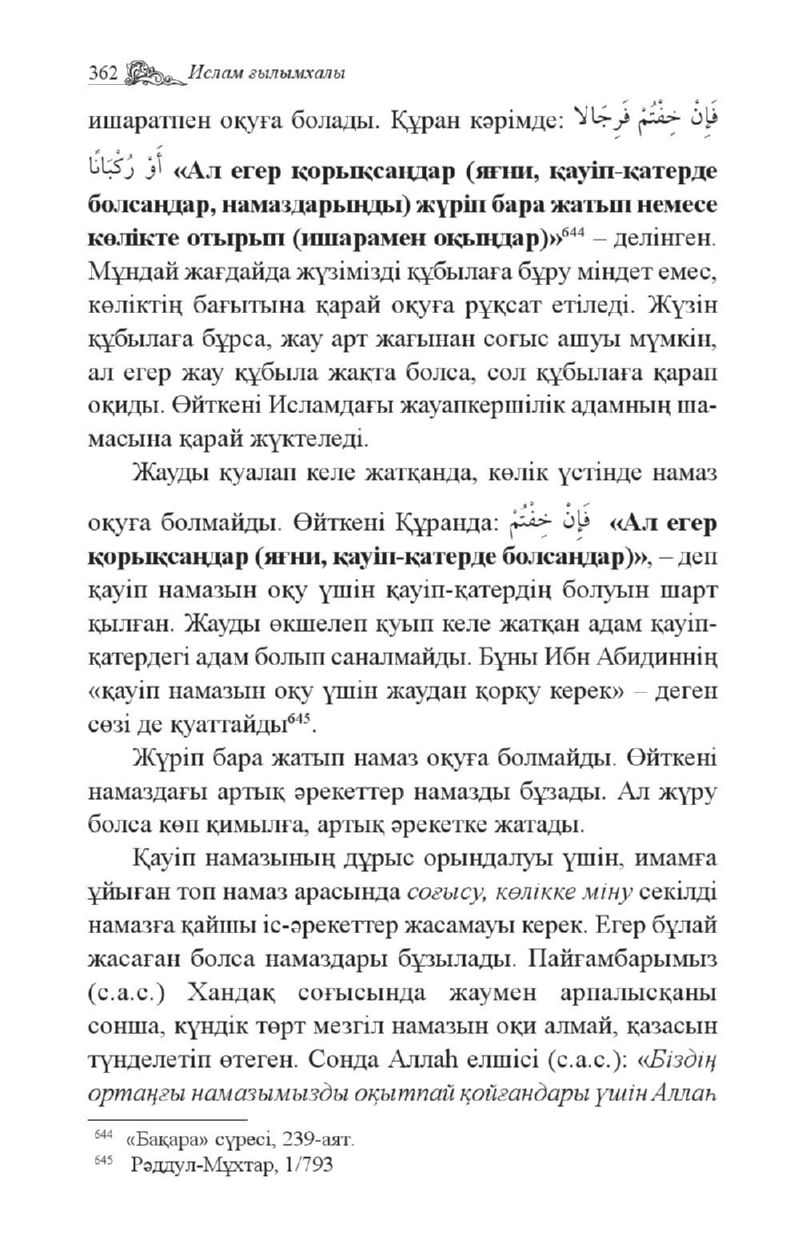 362 Ислам ғылымхалы
ишаратпен оқуға болады. Құран кәрімде: فَإِنْ خِفْتُمْ فَرِجَالا
أَوْ رُكْبَانًا «Ал егер қорықсаңдар (яғни, қауіп-қатерде
болсаңдар, намаздарыңды) жүріп бара жатып немесе
көлікте отырып (ишарамен оқыңдар)»644 – делінген.
Мұндай жағдайда жүзімізді құбылаға бұру міндет емес,
көліктің бағытына қарай оқуға рұқсат етіледі. Жүзін
құбылаға бұрса, жау арт жағынан соғыс ашуы мүмкін,
ал егер жау құбыла жақта болса, сол құбылаға қарап
оқиды. Өйткені Исламдағы жауапкершілік адамның ша-
масына қарай жүктеледі.
Жауды қуалап келе жатқанда, көлік үстінде намаз
оқуға болмайды. Өйткені Құранда: فَإِنْ خِفْتُمْ «Ал егер
қорықсаңдар (яғни, қауіп-қатерде болсаңдар)», – деп
қауіп намазын оқу үшін қауіп-қатердің болуын шарт
қылған. Жауды өкшелеп қуып келе жатқан адам қауіп-
қатердегі адам болып саналмайды. Бұны Ибн Абидиннің
«қауіп намазын оқу үшін жаудан қорқу керек» – деген
сөзі де қуаттайды645.
Жүріп бара жатып намаз оқуға болмайды. Өйткені
намаздағы артық әрекеттер намазды бұзады. Ал жүру
болса көп қимылға, артық әрекетке жатады.
Қауіп намазының дұрыс орындалуы үшін, имамға
ұйыған топ намаз арасында соғысу, көлікке міну секілді
намазға қайшы іс-әрекеттер жасамауы керек. Егер бұлай
жасаған болса намаздары бұзылады. Пайғамбарымыз
(с.а.с.) Хандақ соғысында жаумен арпалысқаны
сонша, күндік төрт мезгіл намазын оқи алмай, қазасын
түнделетіп өтеген. Сонда Аллаһ елшісі (с.а.с.): «Біздің
ортаңғы намазымызды оқытпай қойғандары үшін Аллаһ
644 «Бақара» сүресі, 239-аят.
645 Рәддул-Мұхтар, 1/793